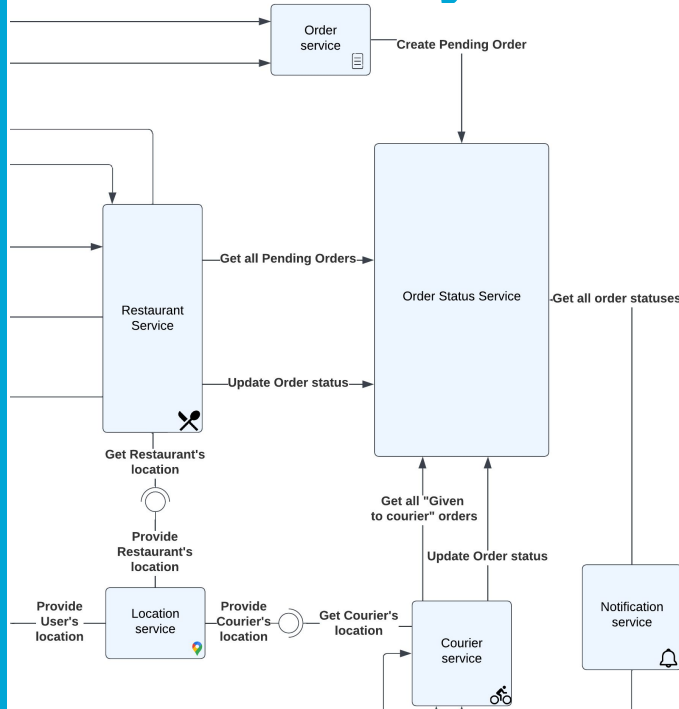 Order
service
Create Pending Order
Get all Pending Orders
Order Status Service
Get all order statuses
Restaurant
Service
Update Order status
Get Restaurant's
location
Get all "Given
to courier" orders
Provide
Restaurant's
location
Update Order status
Provide
User's
location
Location
service
Provide
Courier's
location
Get Courier's
location
Courier
service
Notification
service